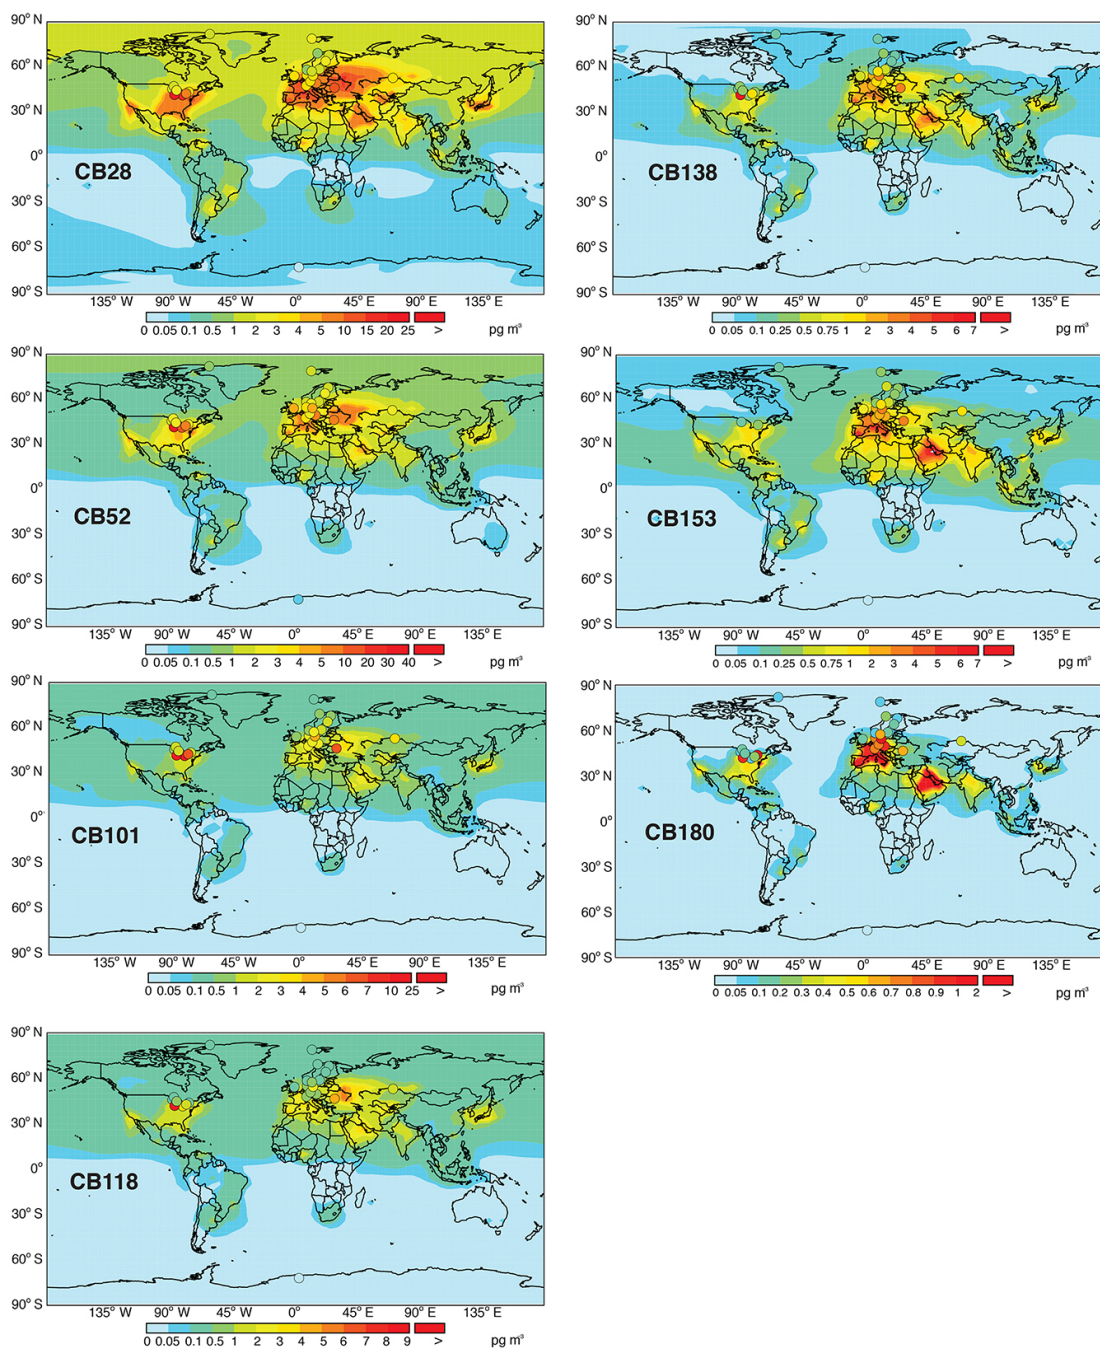 90° N
60° N
30° N
0°
CB28
30° S
60° S
90° S
135° W 90° W 45° W 0° 45° E 90° E 135° E
0 0.05 0.1 0.5 1 2 3 4 5 10 15 20 25 > pg m³
90° N
60° N
30° N
0°
CB138
30° S
60° S
90° S
135° W 90° W 45° W 0° 45° E 90° E 135° E
0 0.05 0.1 0.25 0.5 0.75 1 2 3 4 5 6 7 > pg m³
90° N
60° N
30° N
0°
CB52
30° S
60° S
90° S
135° W 90° W 45° W 0° 45° E 90° E 135° E
0 0.05 0.1 0.5 1 2 3 4 5 10 20 30 40 > pg m³
90° N
60° N
30° N
0°
CB153
30° S
60° S
90° S
135° W 90° W 45° W 0° 45° E 90° E 135° E
0 0.05 0.1 0.25 0.5 0.75 1 2 3 4 5 6 7 > pg m³
90° N
60° N
30° N
0°
CB101
30° S
60° S
90° S
135° W 90° W 45° W 0° 45° E 90° E 135° E
0 0.05 0.1 0.5 1 2 3 4 5 6 7 10 25 > pg m³
90° N
60° N
30° N
0°
CB180
30° S
60° S
90° S
135° W 90° W 45° W 0° 45° E 90° E 135° E
0 0.05 0.1 0.2 0.3 0.4 0.5 0.6 0.7 0.8 0.9 1 2 > pg m³
90° N
60° N
30° N
0°
CB118
30° S
60° S
90° S
135° W 90° W 45° W 0° 45° E 90° E 135° E
0 0.05 0.1 0.5 1 2 3 4 5 6 7 8 9 > pg m³